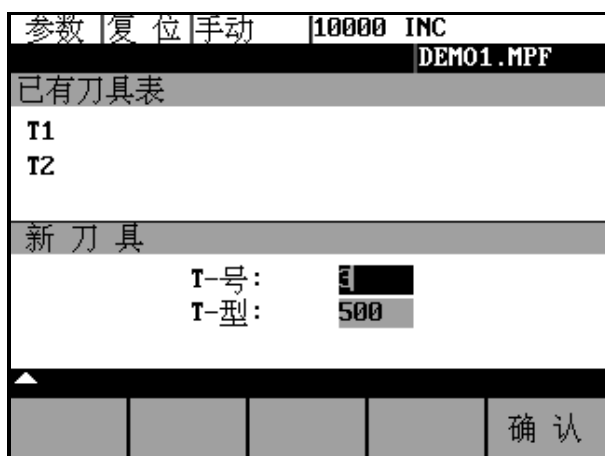 参数 复 位 手动 10000 INC
DEMO1.MPF
已有刀具表
T1
T2
新 刀 具
T-号: 3
T-型: 500
确 认